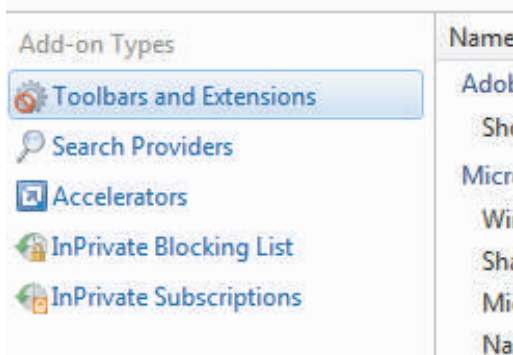 Add-on Types
Toolbars and Extensions
Search Providers
Accelerators
InPrivate Blocking List
InPrivate Subscriptions
Name